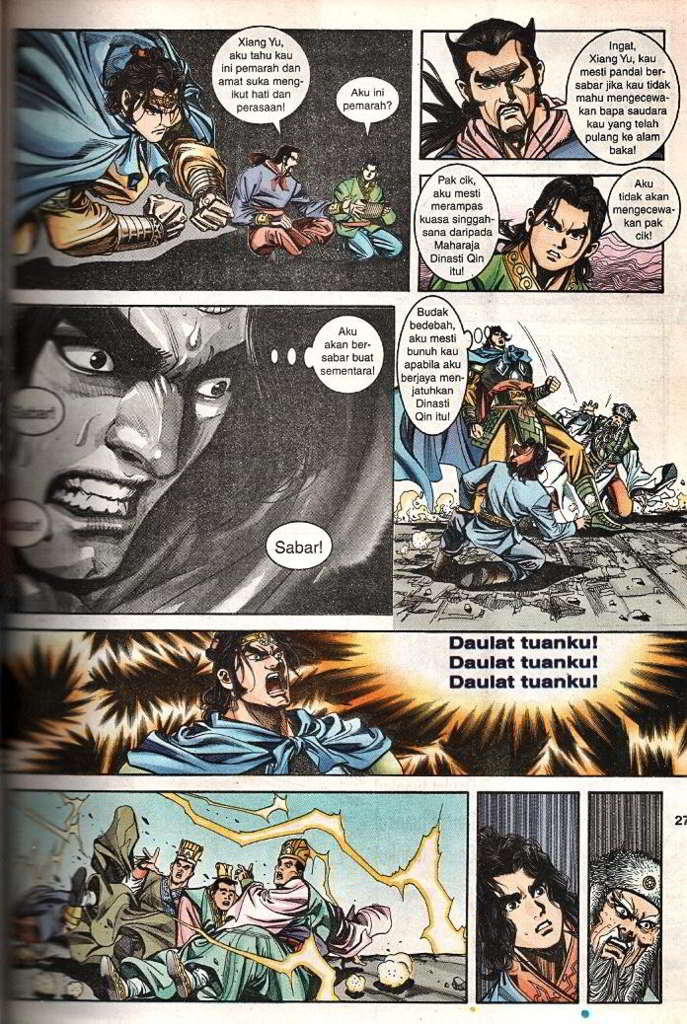 Xiang Yu,
aku tahu kau
ini pemarah dan
amat suka meng-
ikut hati dan
perasaan!
Aku ini
pemarah?
Ingat,
Xiang Yu, kau
mesti pandai ber-
sabar jika kau tidak
mahu mengecewa-
kan bapa saudara
kau yang telah
pulang ke alam
baka!
Pak cik,
aku mesti
merampas
kuasa singgah-
sana daripada
Maharaja
Dinasti Qin
itu!
Aku
tidak akan
mengecewa-
kan pak
cik!
Aku
akan ber-
sabar buat
sementara!
Sabar!
Sabar!
Sabar!
Budak
bedebah,
aku mesti
bunuh kau
apabila aku
berjaya men-
jatuhkan
Dinasti
Qin itu!
Daulat tuanku!
Daulat tuanku!
Daulat tuanku!
27